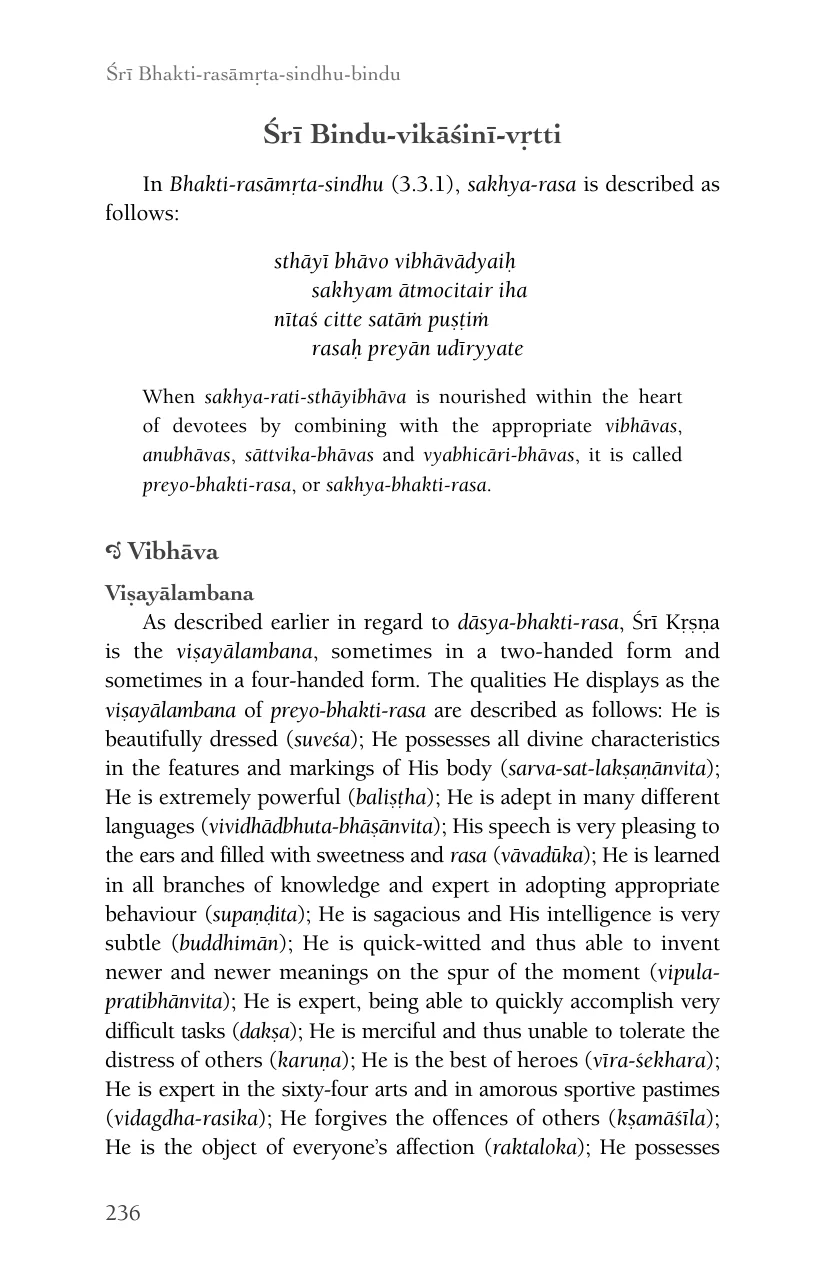 Śrī Bhakti-rasāmṛta-sindhu-bindu
Śrī Bindu-vikāśinī-vṛtti
In Bhakti-rasāmṛta-sindhu (3.3.1), sakhya-rasa is described as
follows:
sthāyī bhāvo vibhāvādyaiḥ
sakhyam ātmocitair iha
nītaś citte satāṁ puṣṭiṁ
rasaḥ preyān udīryyate
When sakhya-rati-sthāyibhāva is nourished within the heart
of devotees by combining with the appropriate vibhāvas,
anubhāvas, sāttvika-bhāvas and vyabhicāri-bhāvas, it is called
preyo-bhakti-rasa, or sakhya-bhakti-rasa.
Vibhāva
Viṣayālambana
As described earlier in regard to dāsya-bhakti-rasa, Śrī Kṛṣṇa
is the viṣayālambana, sometimes in a two-handed form and
sometimes in a four-handed form. The qualities He displays as the
viṣayālambana of preyo-bhakti-rasa are described as follows: He is
beautifully dressed (suveśa); He possesses all divine characteristics
in the features and markings of His body (sarva-sat-lakṣaṇānvita);
He is extremely powerful (baliṣṭha); He is adept in many different
languages (vividhādbhuta-bhāṣānvita); His speech is very pleasing to
the ears and filled with sweetness and rasa (vāvadūka); He is learned
in all branches of knowledge and expert in adopting appropriate
behaviour (supaṇḍita); He is sagacious and His intelligence is very
subtle (buddhimān); He is quick-witted and thus able to invent
newer and newer meanings on the spur of the moment (vipula-
pratibhānvita); He is expert, being able to quickly accomplish very
difficult tasks (dakṣa); He is merciful and thus unable to tolerate the
distress of others (karuṇa); He is the best of heroes (vīra-śekhara);
He is expert in the sixty-four arts and in amorous sportive pastimes
(vidagdha-rasika); He forgives the offences of others (kṣamāśīla);
He is the object of everyone’s affection (raktaloka); He possesses
236